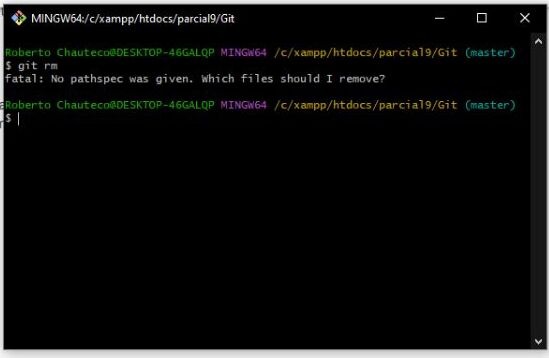 MINGW64:/c/xampp/htdocs/parcial9/Git
Roberto Chauteco@DESKTOP-46GALQP MINGW64 /c/xampp/htdocs/parcial9/Git (master)
$ git rm
fatal: No pathspec was given. Which files should I remove?
Roberto Chauteco@DESKTOP-46GALQP MINGW64 /c/xampp/htdocs/parcial9/Git (master)
$